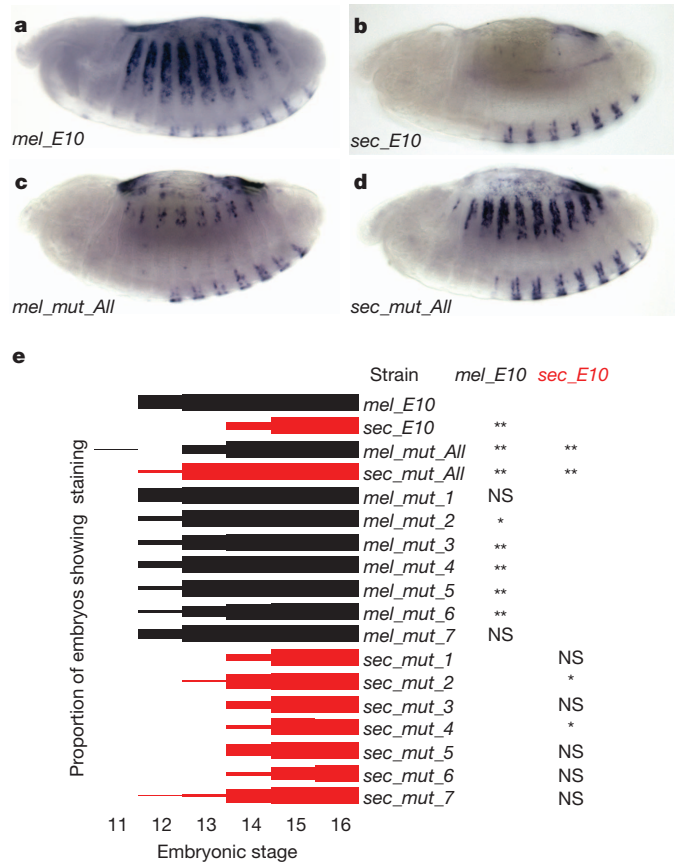 a
mel_E10
b
sec_E10
c
mel_mut_All
d
sec_mut_All
e
Strain mel_E10 sec_E10
mel_E10
sec_E10 **
mel_mut_All ** **
sec_mut_All ** **
mel_mut_1 NS
mel_mut_2 *
mel_mut_3 **
mel_mut_4 **
mel_mut_5 **
mel_mut_6 **
mel_mut_7 NS
sec_mut_1 NS
sec_mut_2 *
sec_mut_3 NS
sec_mut_4 *
sec_mut_5 NS
sec_mut_6 NS
sec_mut_7 NS
Proportion of embryos showing staining
11 12 13 14 15 16
Embryonic stage